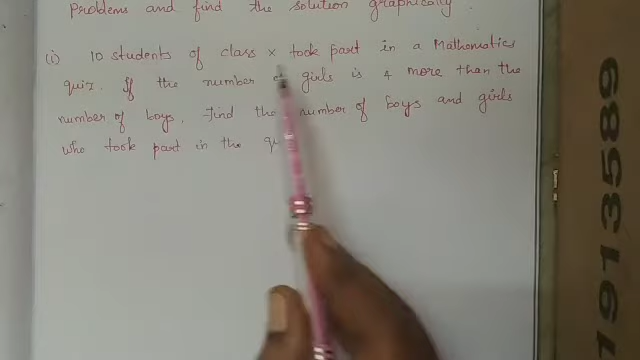 problems and find the solution graphically.
(i) 10 students of class x took part in a Mathematics
quiz. If the number of girls is 4 more than the
number of boys. Find the number of boys and girls
who took part in the
1913589